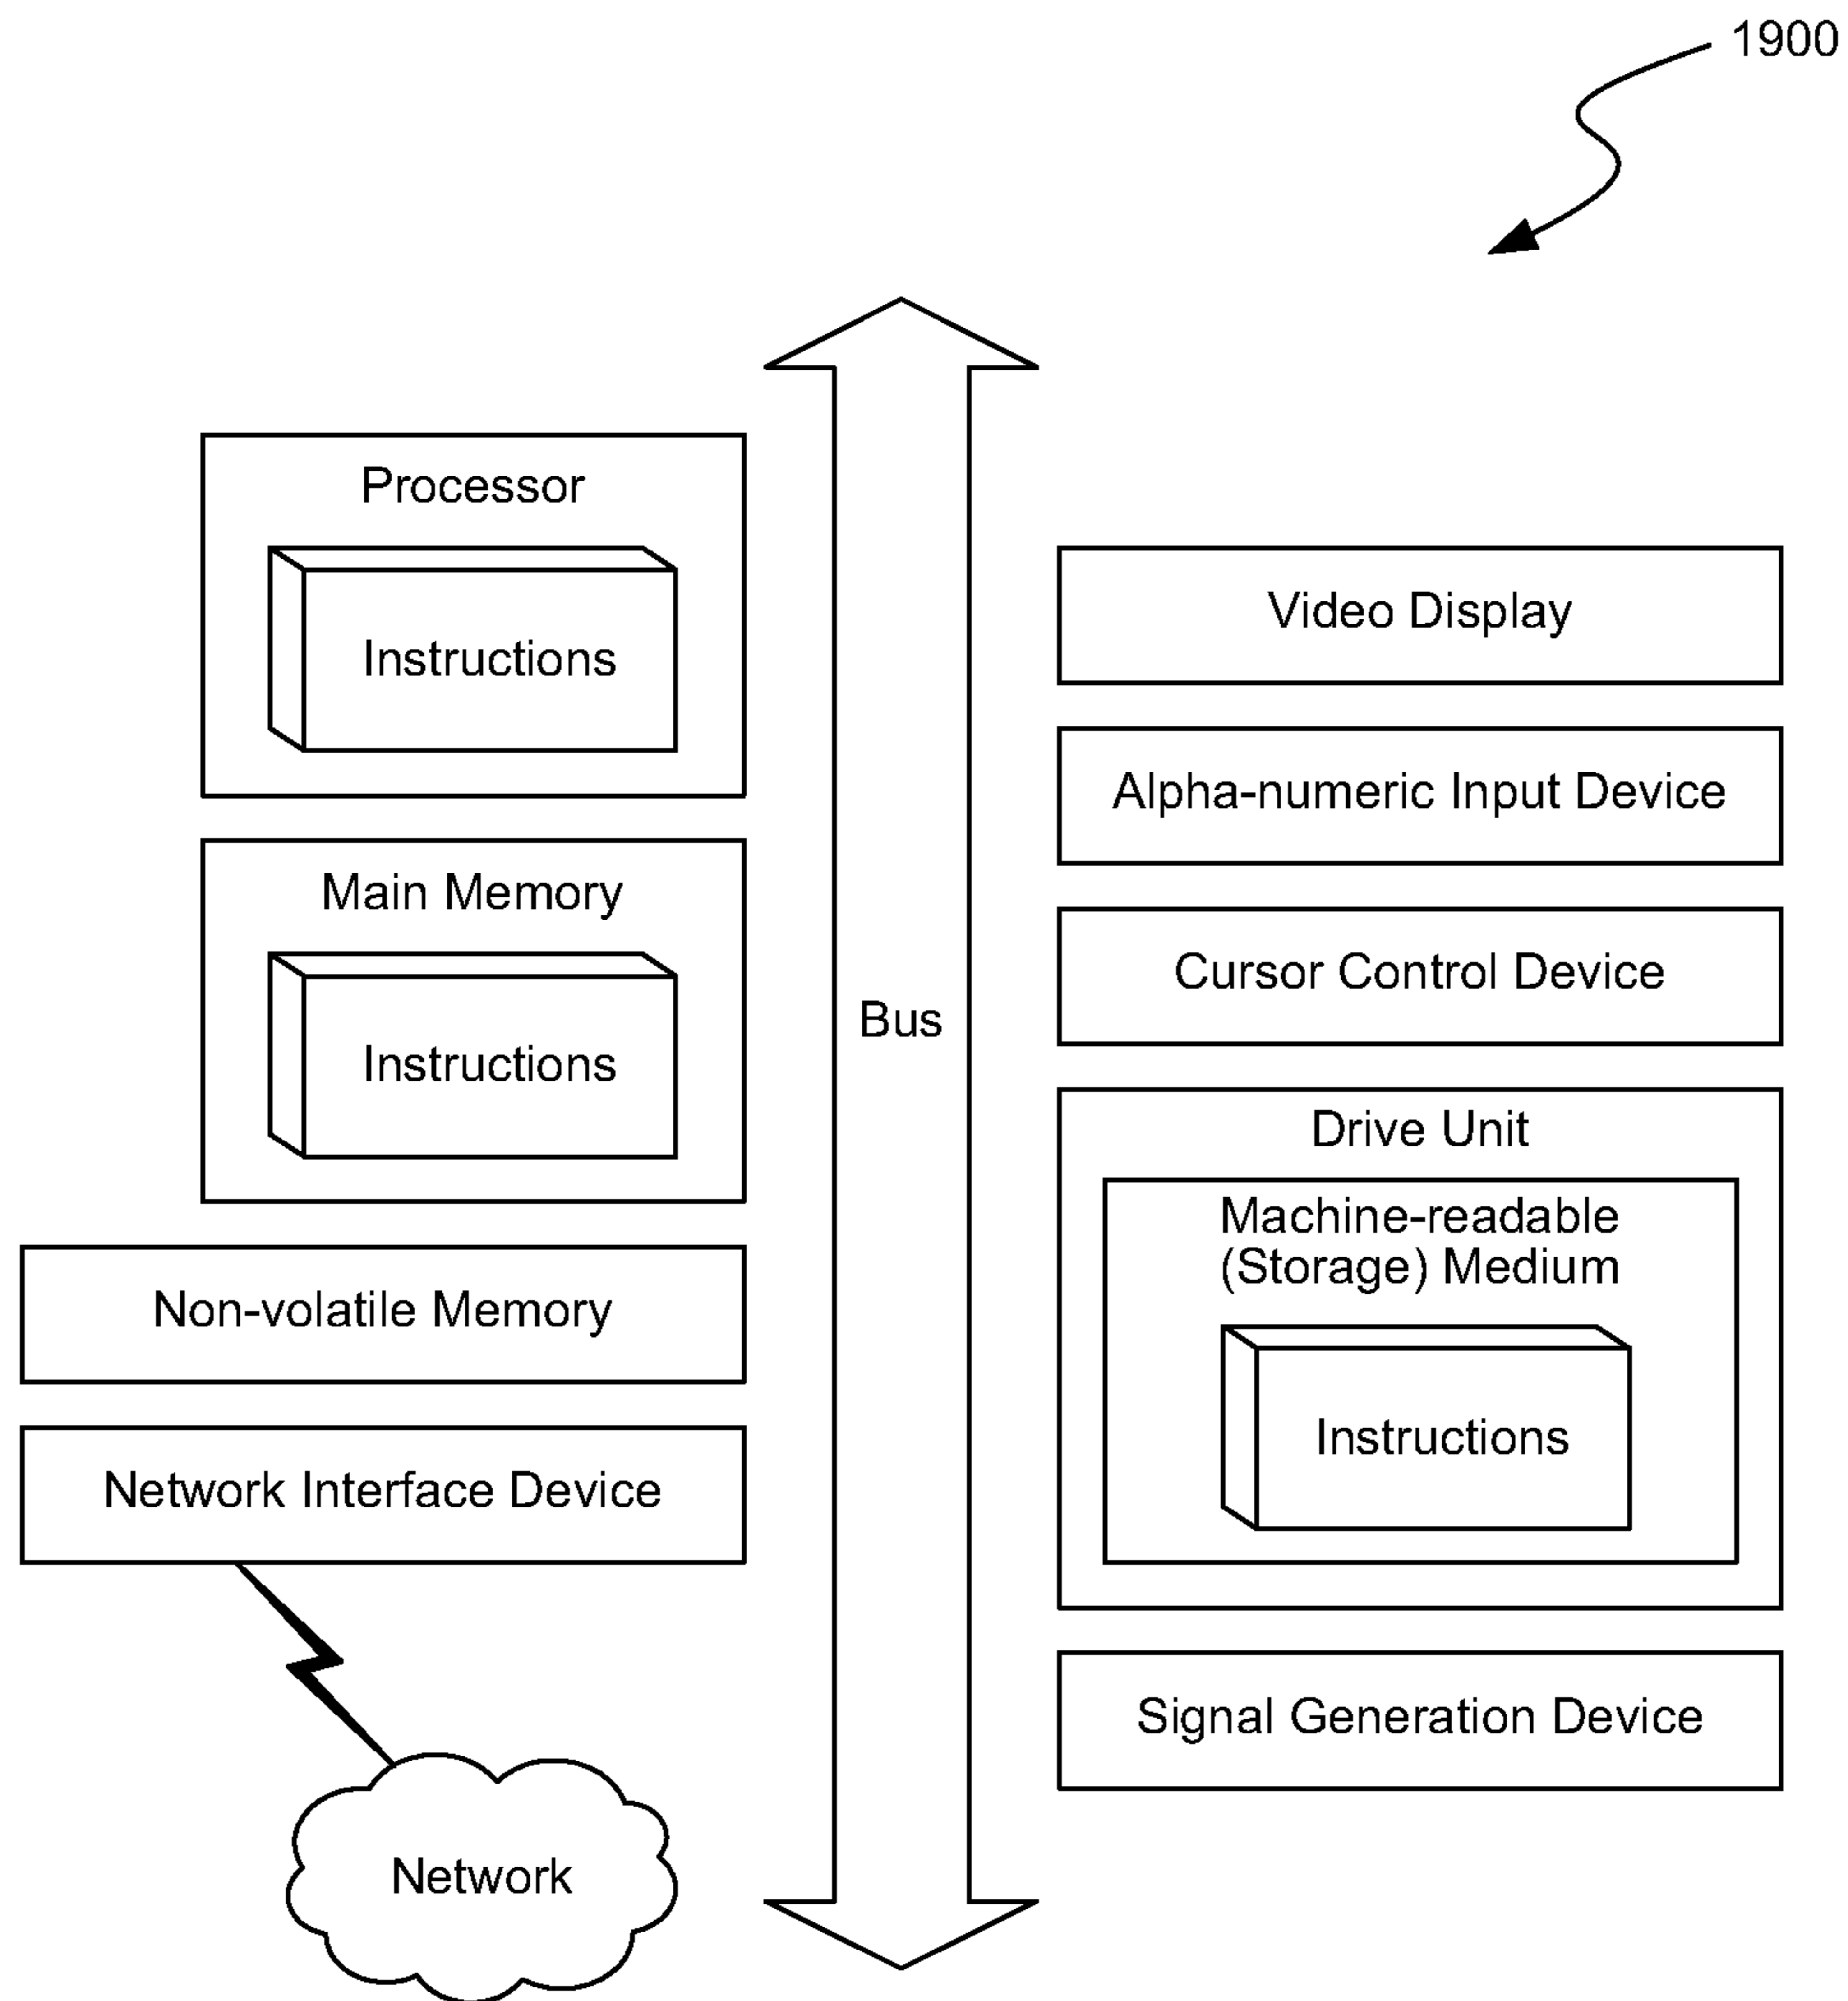 1900
Processor
Instructions
Main Memory
Instructions
Non-volatile Memory
Network Interface Device
Network
Bus
Video Display
Alpha-numeric Input Device
Cursor Control Device
Drive Unit
Machine-readable
(Storage) Medium
Instructions
Signal Generation Device